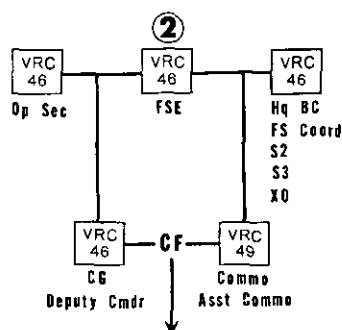 ②
VRC
46
VRC
46
VRC
46
Op Sec
FSE
Hq BC
FS Coord
S2
S3
XO
VRC
46
CF
VRC
49
CG
Deputy Cmdr
Commo
Asst Commo